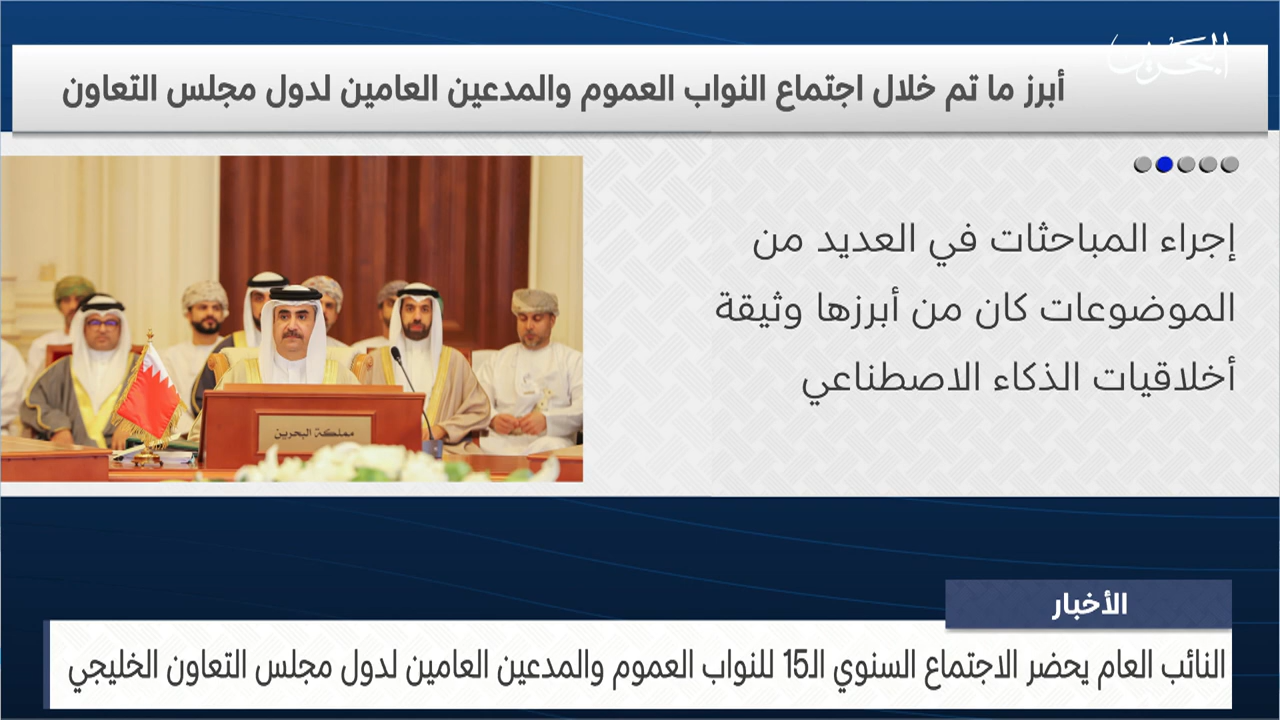 البحرين
أبرز ما تم خلال اجتماع النواب العموم والمدعين العامين لدول مجلس التعاون
إجراء المباحثات في العديد من
الموضوعات كان من أبرزها وثيقة
أخلاقيات الذكاء الاصطناعي
مملكة البحرين
الأخبار
النائب العام يحضر الاجتماع السنوي الـ15 للنواب العموم والمدعين العامين لدول مجلس التعاون الخليجي